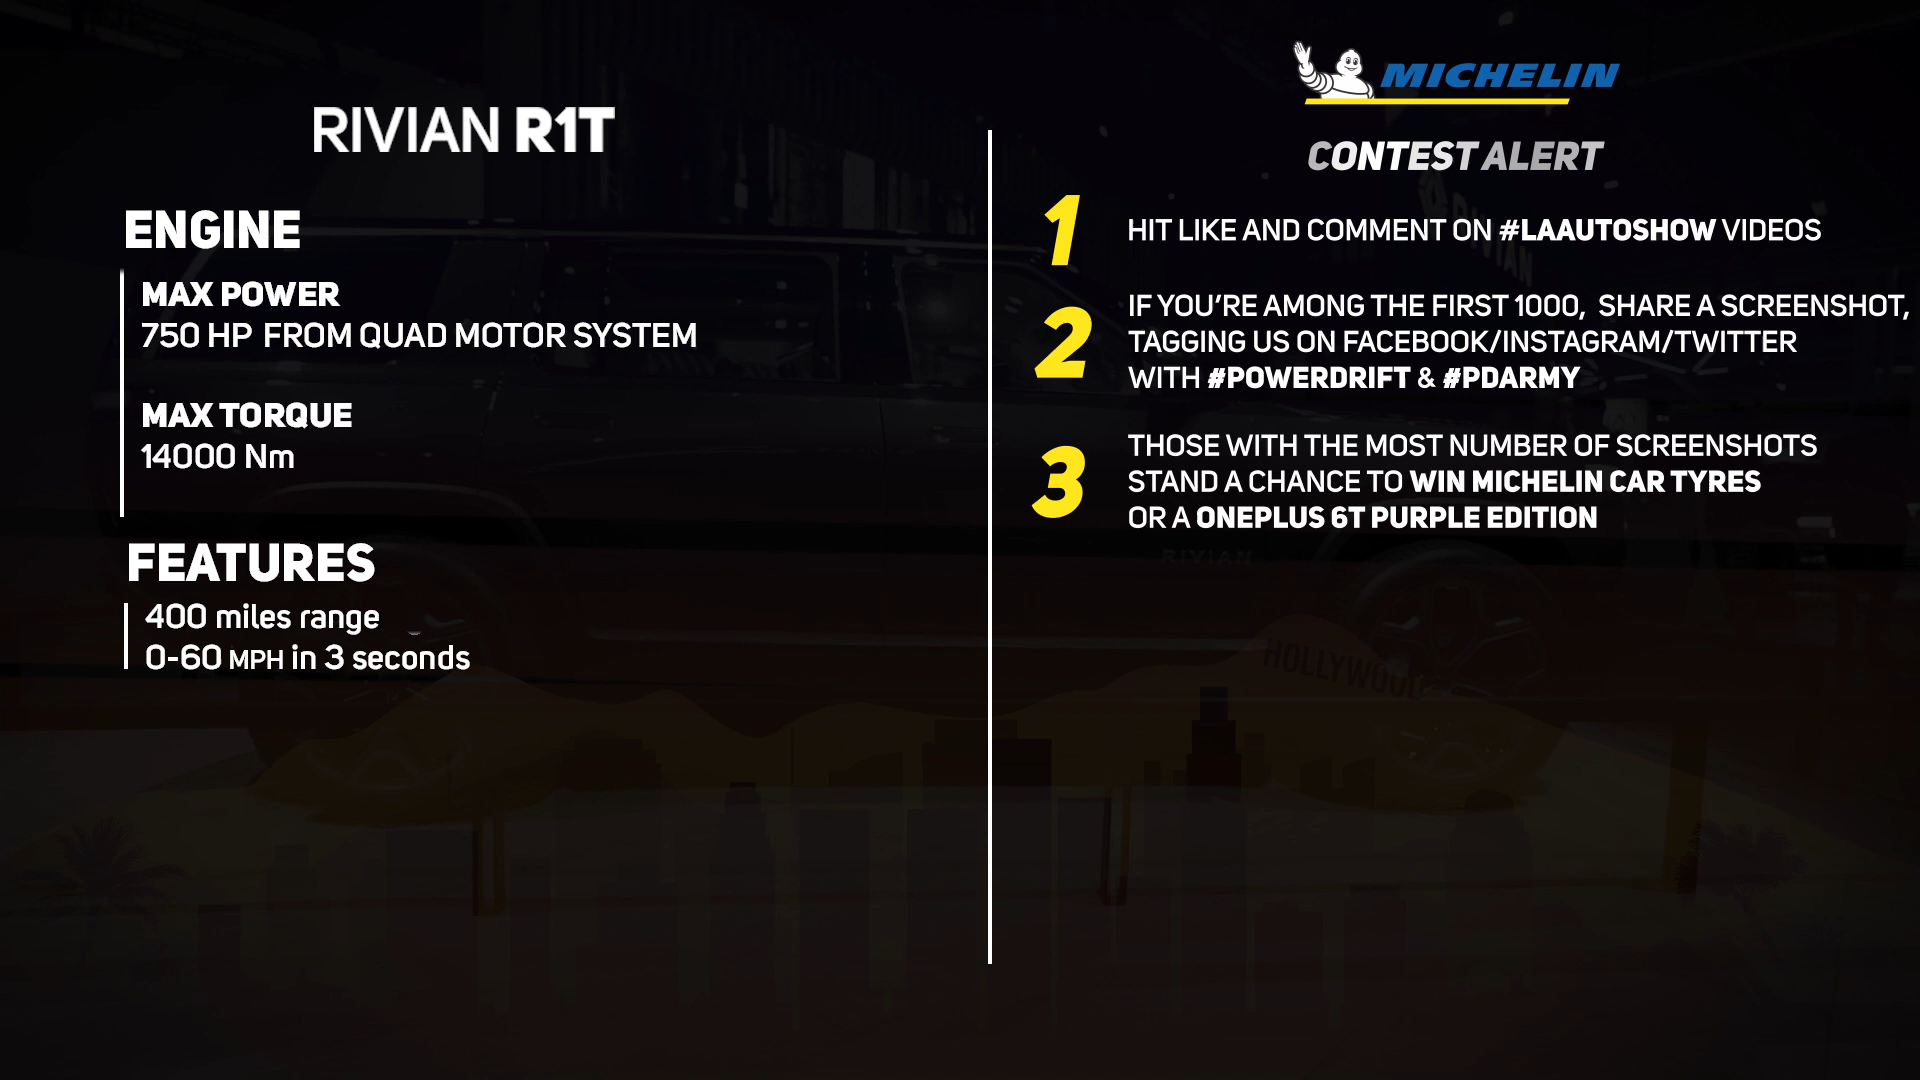 RIVIAN R1T
ENGINE
MAX POWER
750 HP FROM QUAD MOTOR SYSTEM
MAX TORQUE
14000 Nm
FEATURES
400 miles range
0-60 MPH in 3 seconds
MICHELIN
CONTEST ALERT
1
HIT LIKE AND COMMENT ON #LAAUTOSHOW VIDEOS
2
IF YOU'RE AMONG THE FIRST 1000, SHARE A SCREENSHOT,
TAGGING US ON FACEBOOK/INSTAGRAM/TWITTER
WITH #POWERDRIFT & #PDARMY
3
THOSE WITH THE MOST NUMBER OF SCREENSHOTS
STAND A CHANCE TO WIN MICHELIN CAR TYRES
OR A ONEPLUS 6T PURPLE EDITION
RIVIAN
RIVIAN
HOLLYWOOD